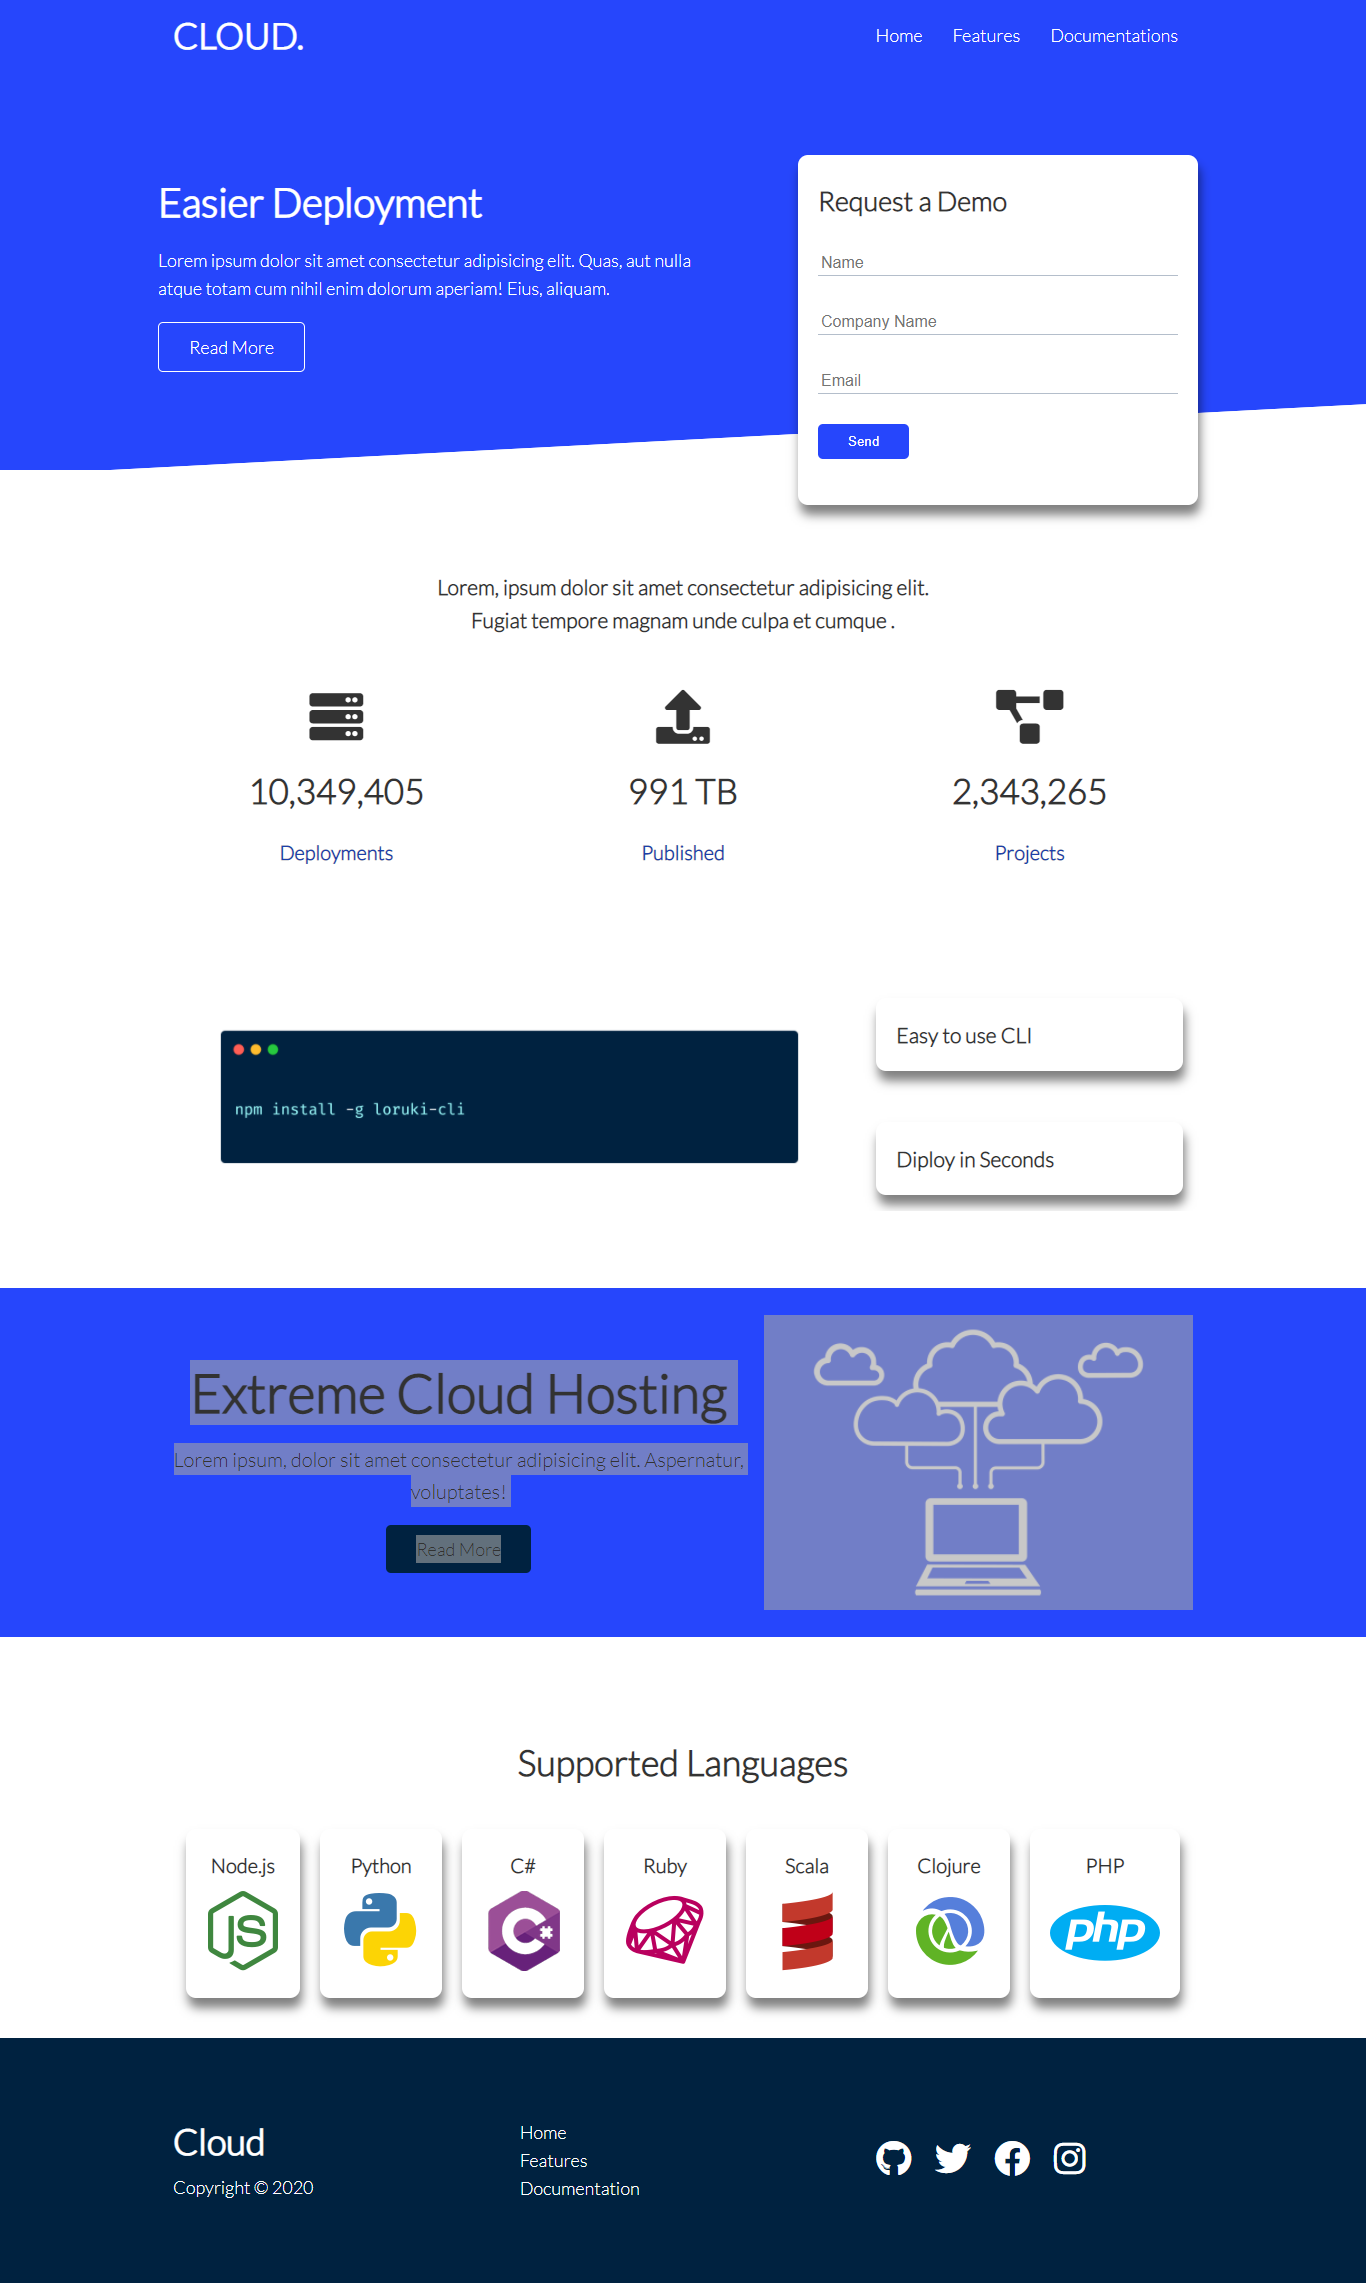 CLOUD.
Home Features Documentations
Easier Deployment
Lorem ipsum dolor sit amet consectetur adipisicing elit. Quas, aut nulla
atque totam cum nihil enim dolorum aperiam! Eius, aliquam.
Read More
Request a Demo
Name
Company Name
Email
Send
Lorem, ipsum dolor sit amet consectetur adipisicing elit.
Fugiat tempore magnam unde culpa et cumque .
10,349,405
Deployments
991 TB
Published
2,343,265
Projects
npm install -g loruki-cli
Easy to use CLI
Diploy in Seconds
Extreme Cloud Hosting
Lorem ipsum, dolor sit amet consectetur adipisicing elit. Aspernatur,
voluptates!
Read More
Supported Languages
Node.js
JS
Python
C#
C#
Ruby
Scala
Clojure
PHP
php
Cloud
Copyright © 2020
Home
Features
Documentation